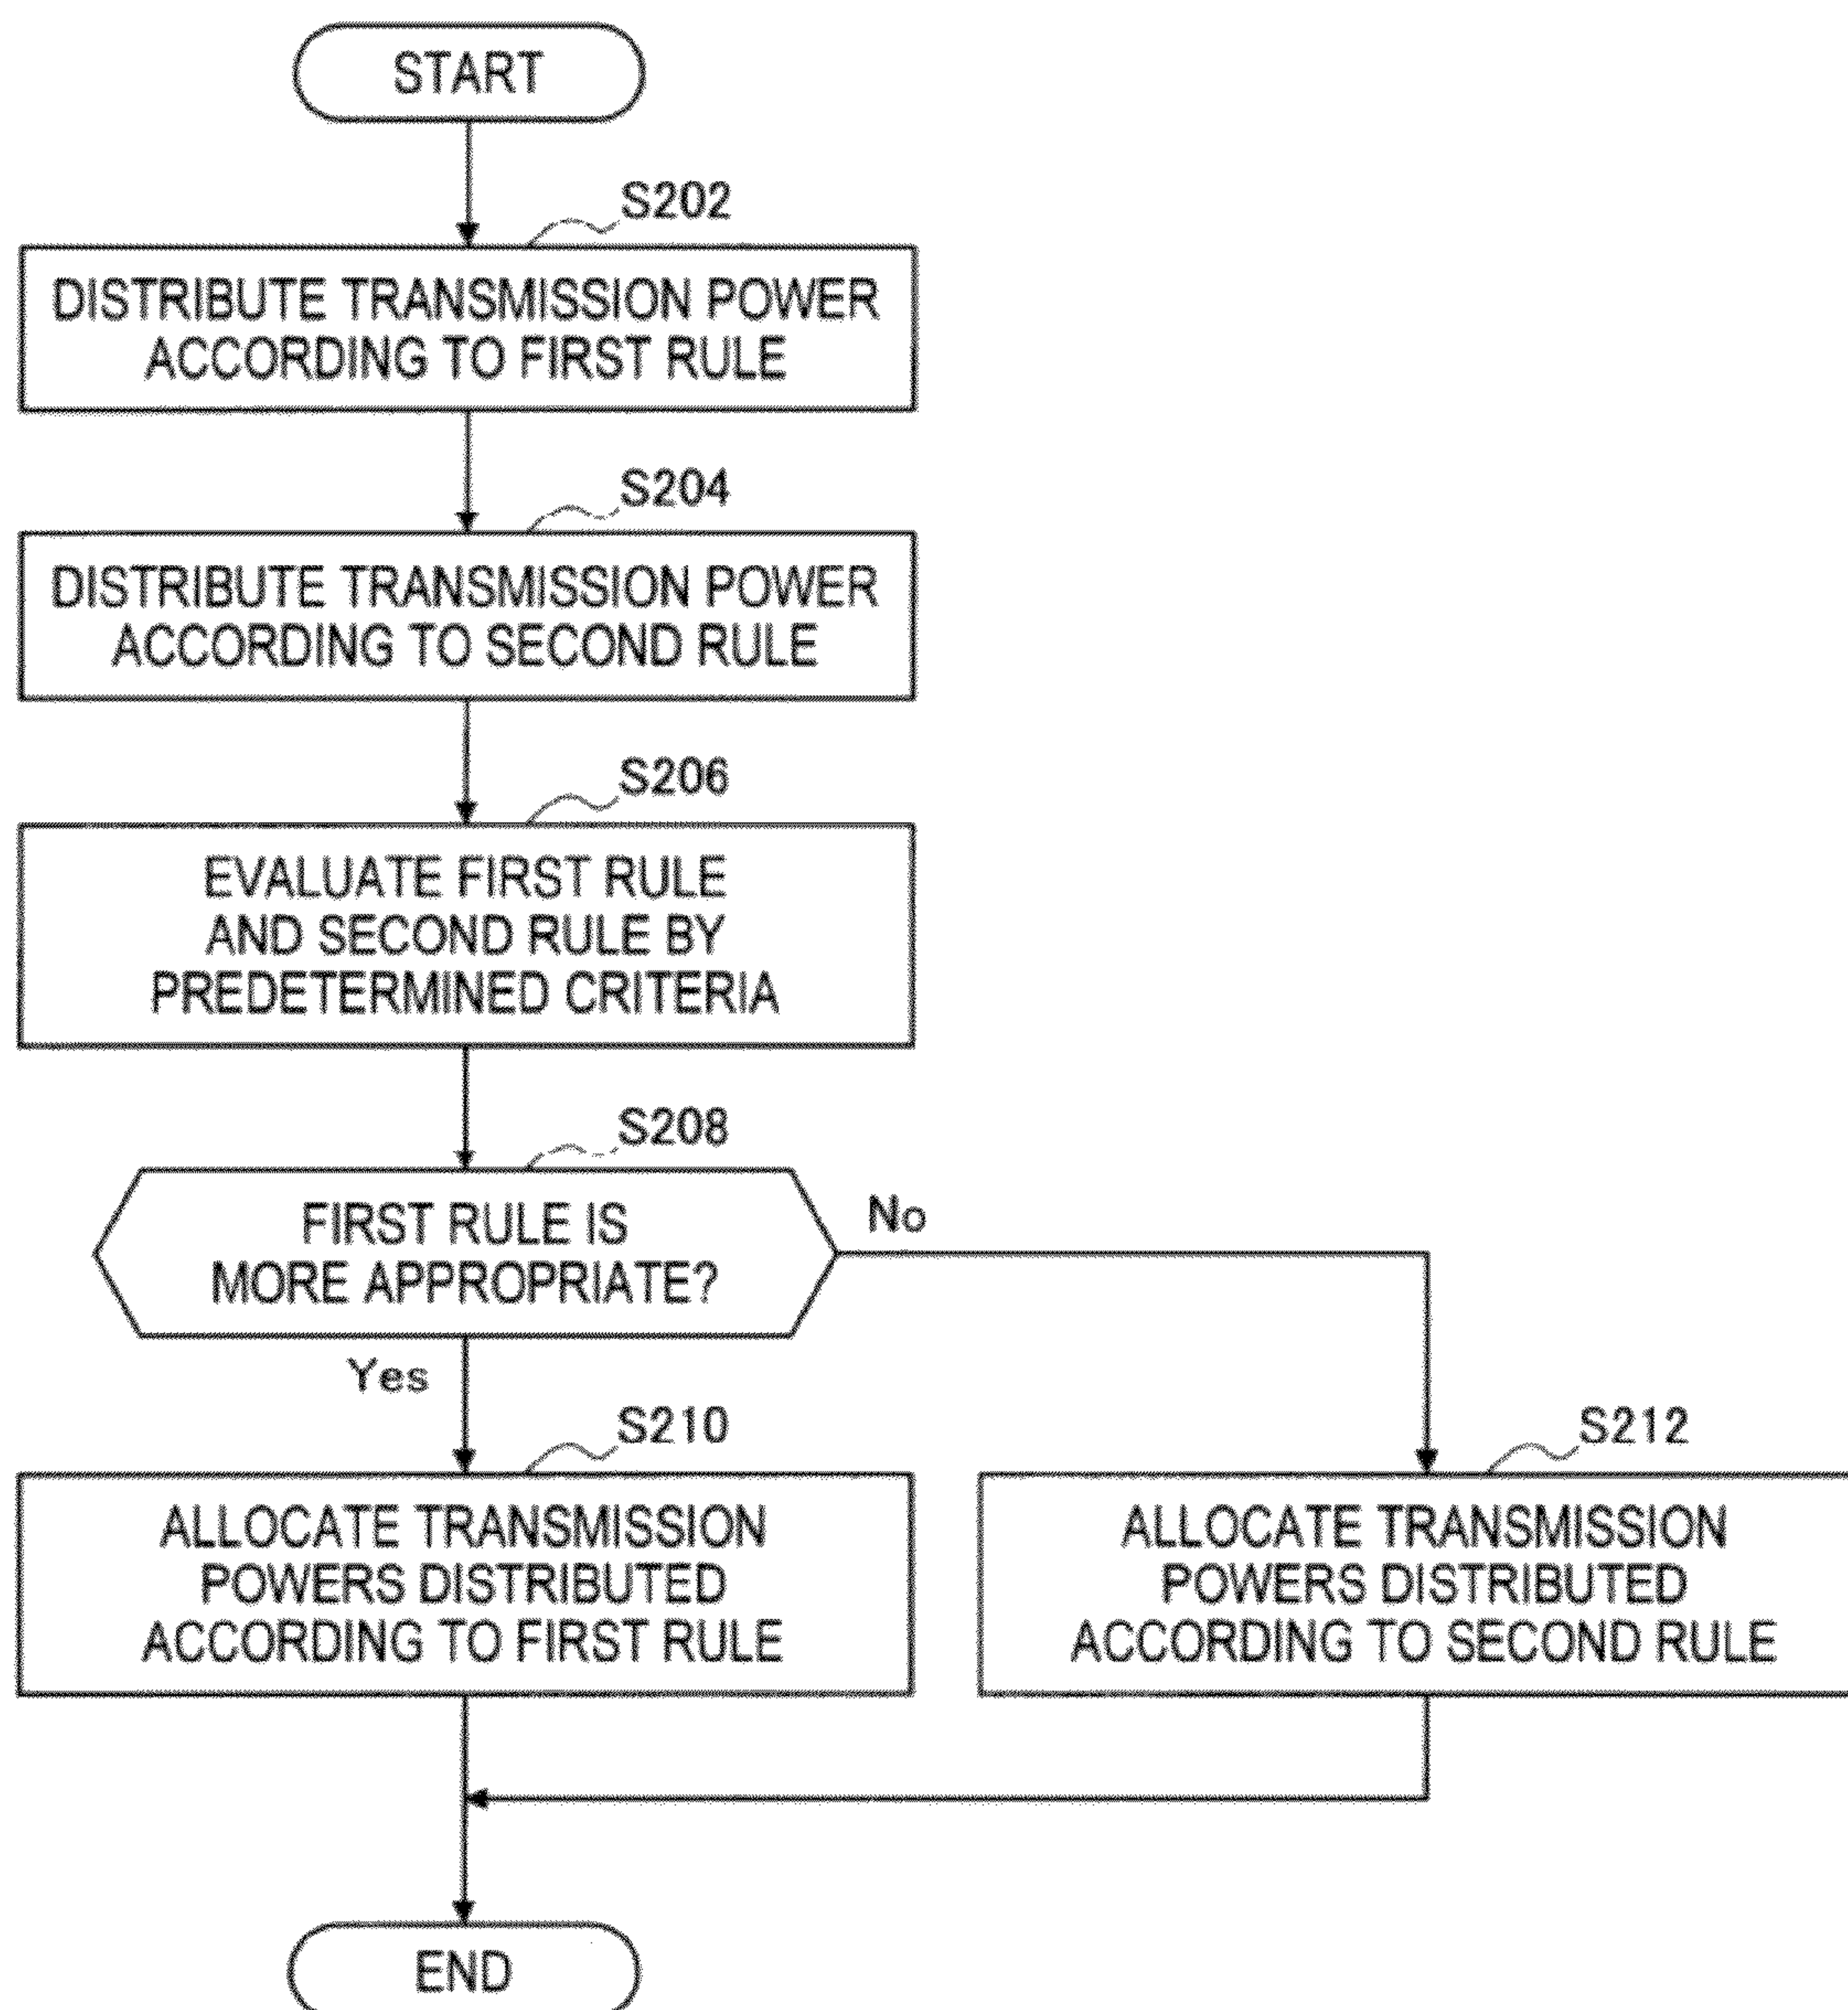 START
S202
DISTRIBUTE TRANSMISSION POWER
ACCORDING TO FIRST RULE
S204
DISTRIBUTE TRANSMISSION POWER
ACCORDING TO SECOND RULE
S206
EVALUATE FIRST RULE
AND SECOND RULE BY
PREDETERMINED CRITERIA
S208
FIRST RULE IS
MORE APPROPRIATE?
No
Yes
S210
ALLOCATE TRANSMISSION
POWERS DISTRIBUTED
ACCORDING TO FIRST RULE
S212
ALLOCATE TRANSMISSION
POWERS DISTRIBUTED
ACCORDING TO SECOND RULE
END